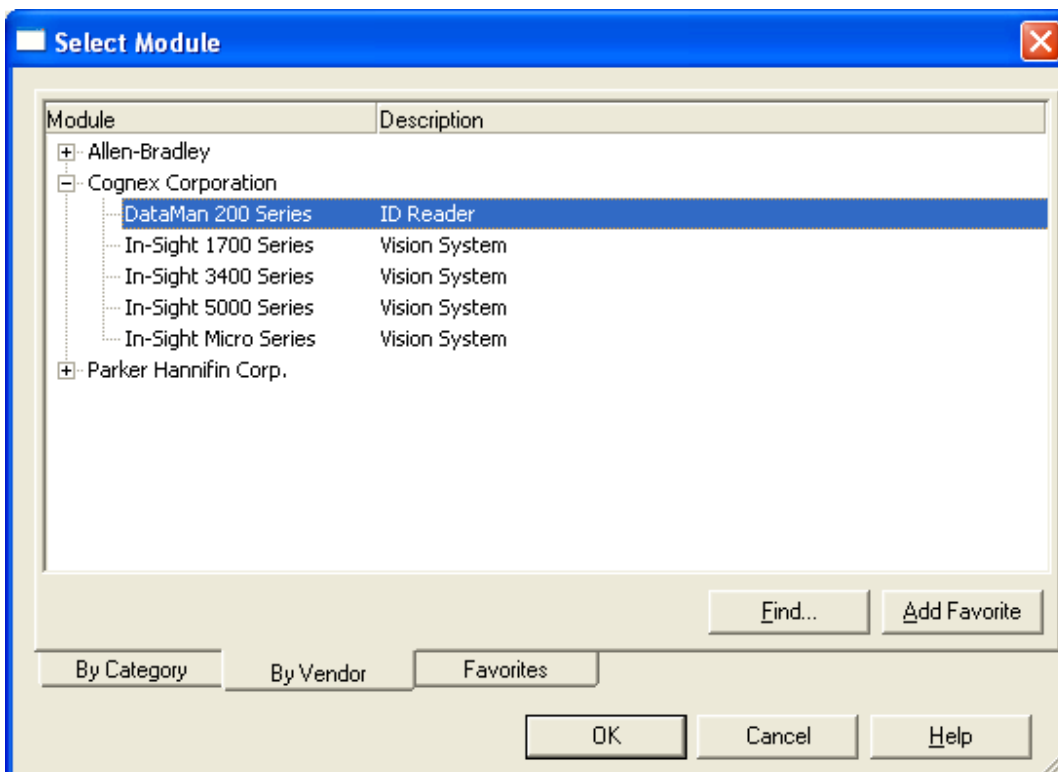 Select Module
Module Description
Allen-Bradley
Cognex Corporation
DataMan 200 Series ID Reader
In-Sight 1700 Series Vision System
In-Sight 3400 Series Vision System
In-Sight 5000 Series Vision System
In-Sight Micro Series Vision System
Parker Hannifin Corp.
Find... Add Favorite
By Category By Vendor Favorites
OK Cancel Help